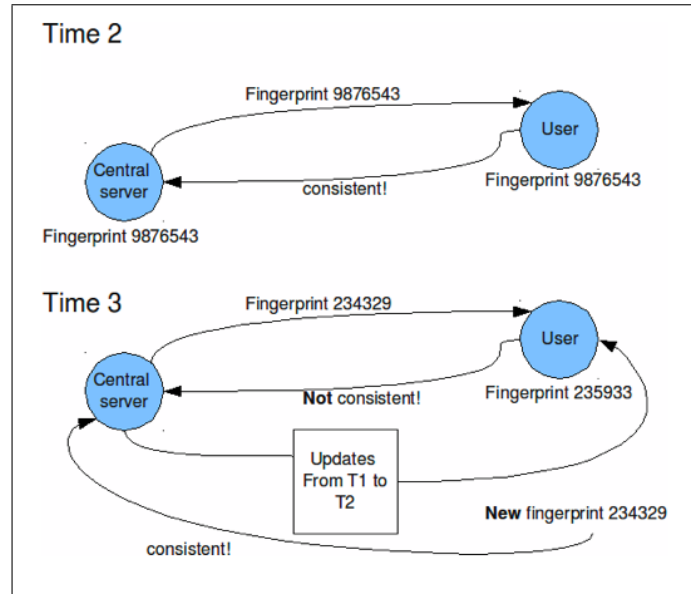 Time 2
Fingerprint 9876543
User
Central
server
consistent!
Fingerprint 9876543
Fingerprint 9876543
Time 3
Fingerprint 234329
User
Central
server
Not consistent!
Fingerprint 235933
Updates
From T1 to
T2
New fingerprint 234329
consistent!